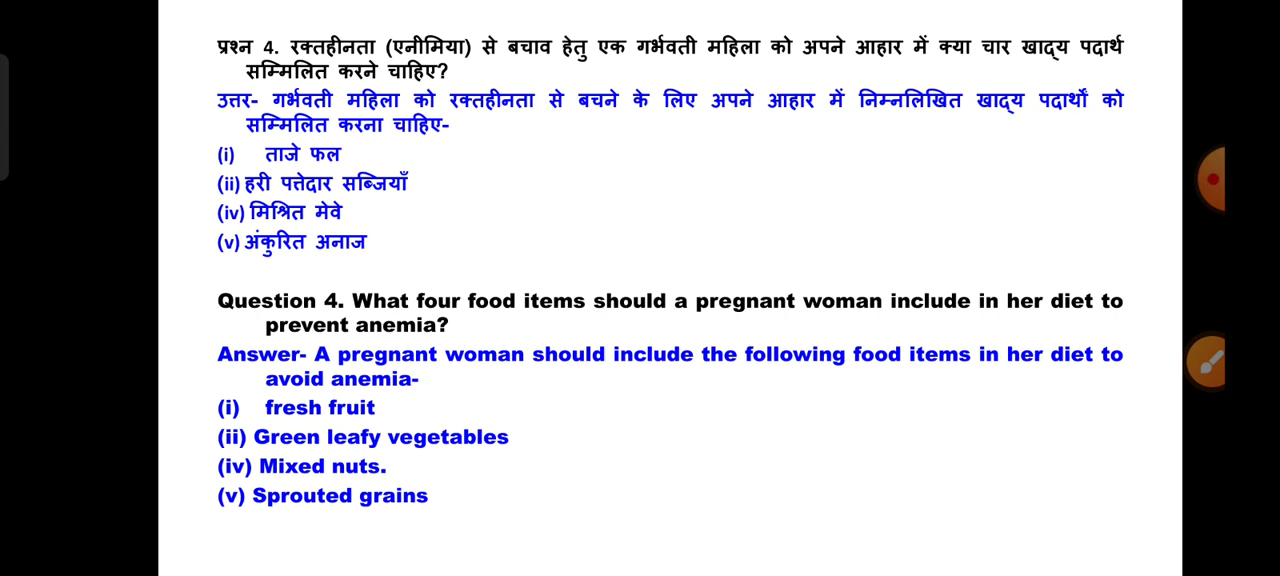 प्रश्न 4. रक्तहीनता (एनीमिया) से बचाव हेतु एक गर्भवती महिला को अपने आहार में क्या चार खाद्य पदार्थ
सम्मिलित करने चाहिए?
उत्तर- गर्भवती महिला को रक्तहीनता से बचने के लिए अपने आहार में निम्नलिखित खाद्य पदार्थों को
सम्मिलित करना चाहिए-
(i) ताजे फल
(ii) हरी पत्तेदार सब्जियाँ
(iv) मिश्रित मेवे
(v) अंकुरित अनाज
Question 4. What four food items should a pregnant woman include in her diet to
prevent anemia?
Answer- A pregnant woman should include the following food items in her diet to
avoid anemia-
(i) fresh fruit
(ii) Green leafy vegetables
(iv) Mixed nuts.
(v) Sprouted grains